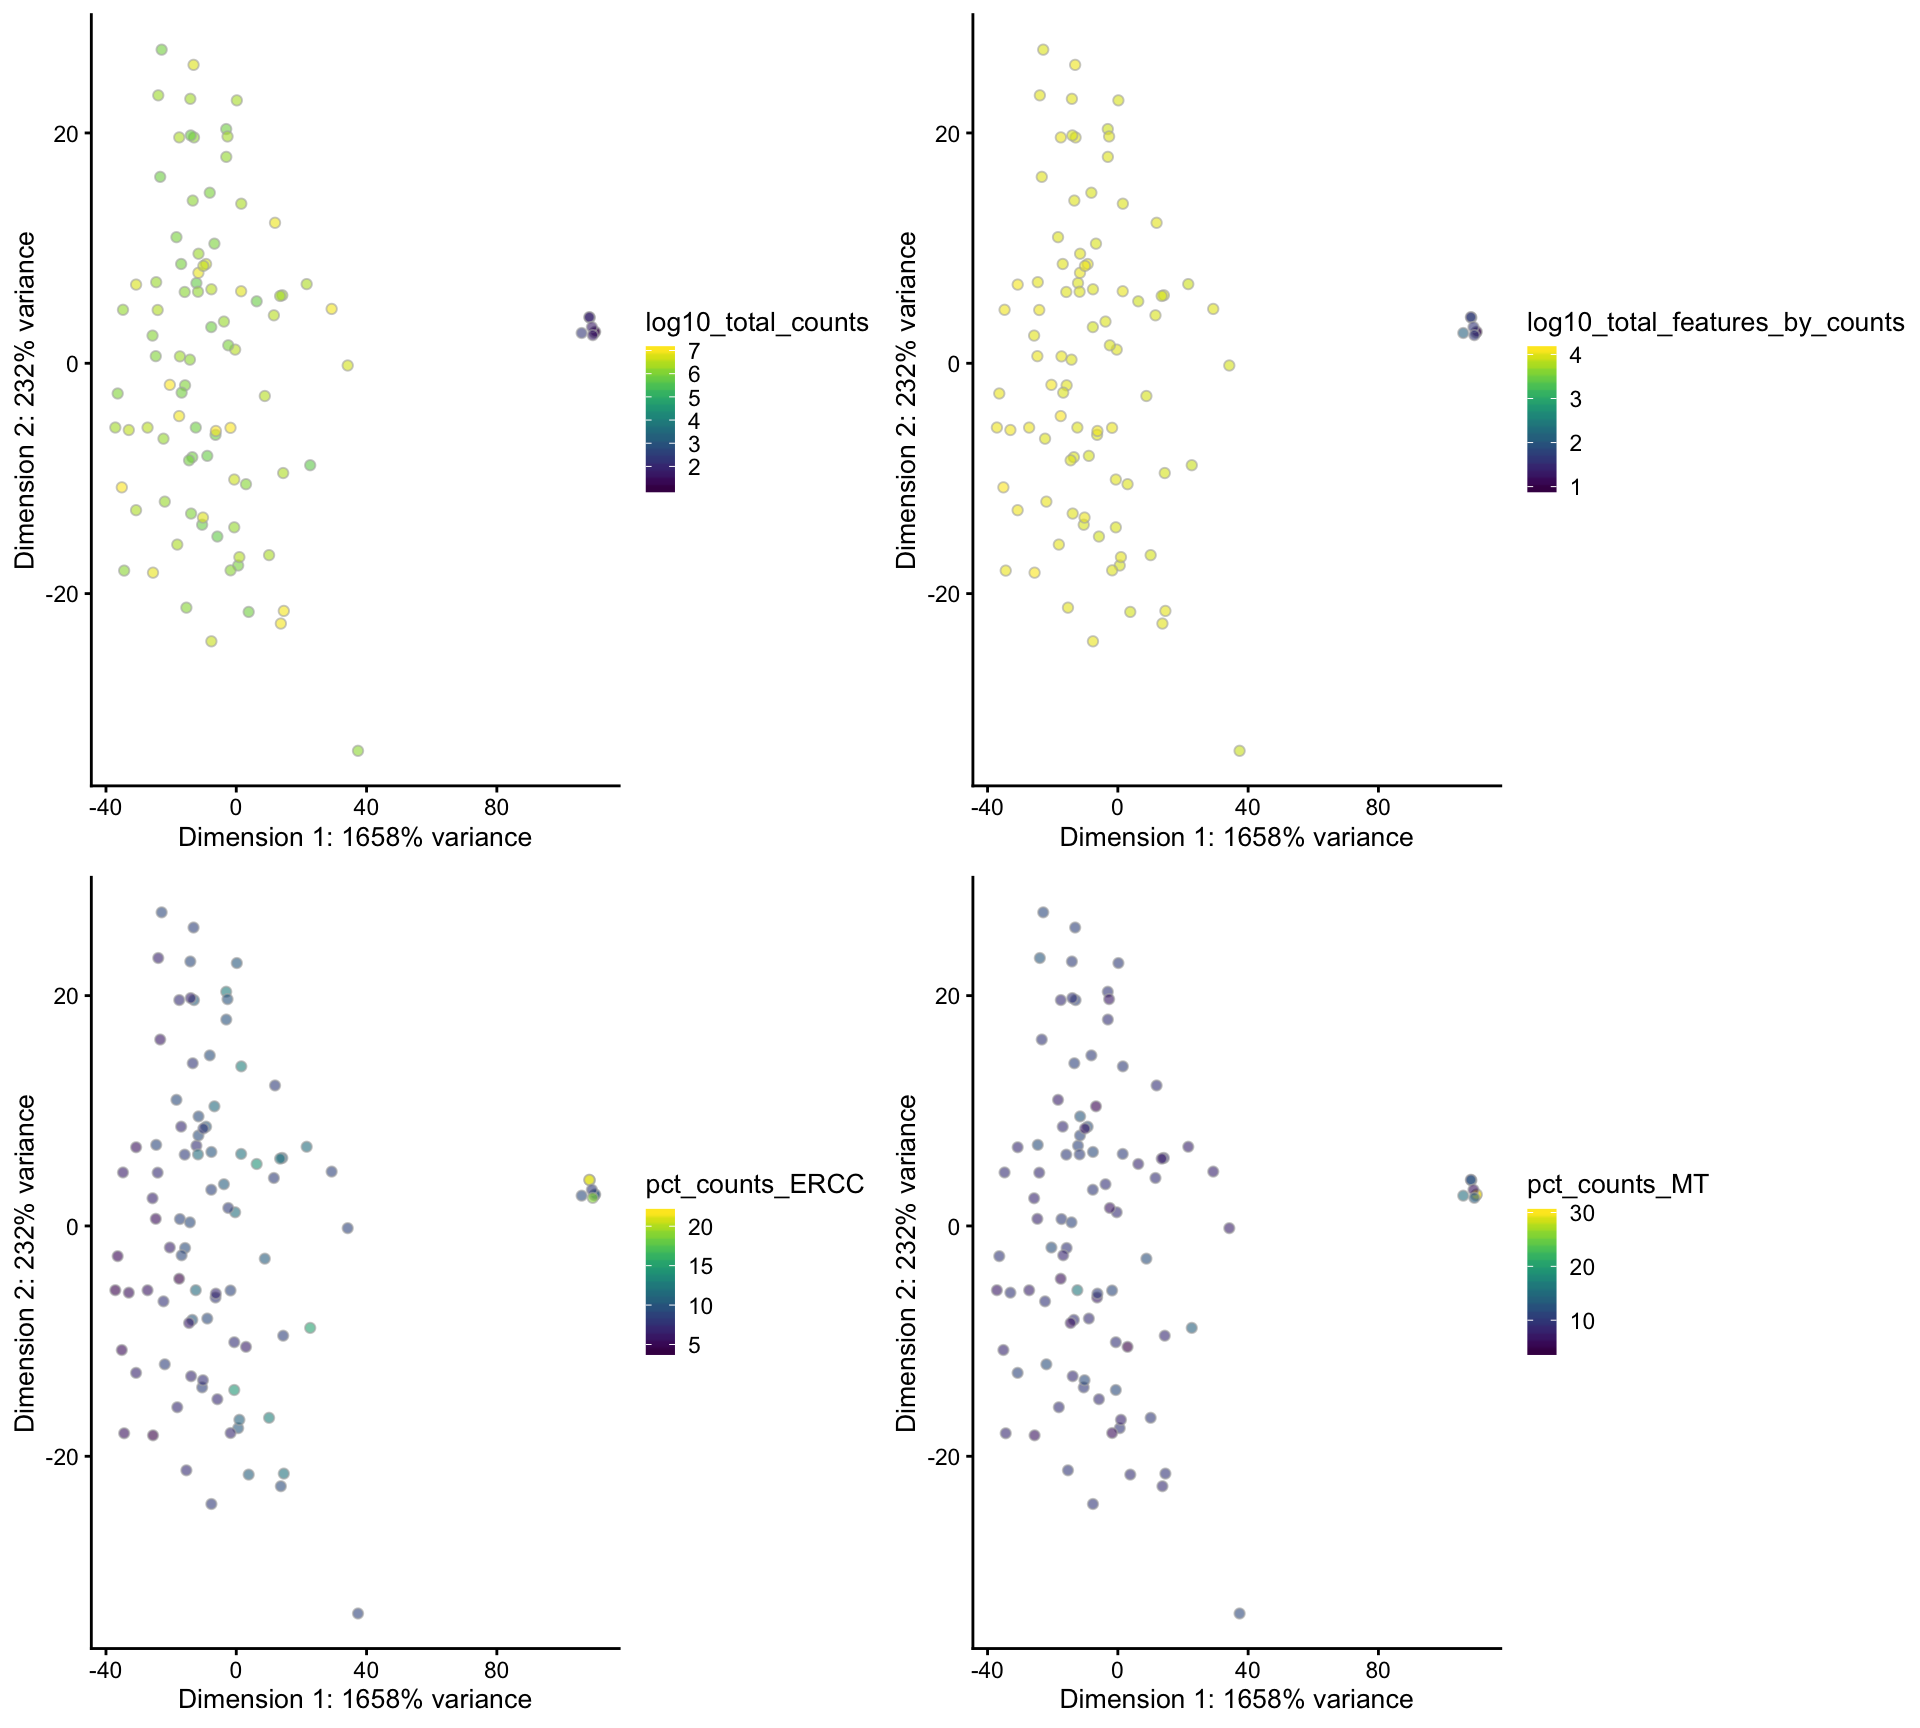 20
0
-20
-40 0 40 80
Dimension 1: 1658% variance
Dimension 2: 232% variance
log10_total_counts
7
6
5
4
3
2
20
0
-20
-40 0 40 80
Dimension 1: 1658% variance
Dimension 2: 232% variance
log10_total_features_by_counts
4
3
2
1
20
0
-20
-40 0 40 80
Dimension 1: 1658% variance
Dimension 2: 232% variance
pct_counts_ERCC
20
15
10
5
20
0
-20
-40 0 40 80
Dimension 1: 1658% variance
Dimension 2: 232% variance
pct_counts_MT
30
20
10